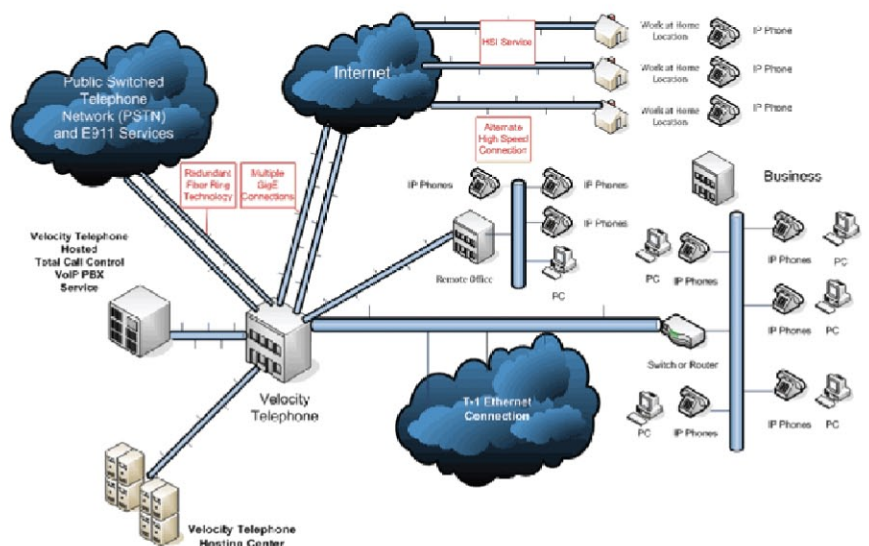 Public Switched
Telephone
Network (PSTN)
and E911 Services
Internet
HSI Service
Work at Home
Location
IP Phone
Work at Home
Location
IP Phone
Work at Home
Location
IP Phone
Alternate
High Speed
Connection
Redundant
Fiber Ring
Technology
Multiple
GigE
Connections
IP Phones
IP Phones
IP Phones
Remote Office
PC
Business
IP Phones
PC
PC
IP Phones
IP Phones
PC
Switch or Router
IP Phones
PC
PC
IP Phones
Velocity Telephone
Hosted
Total Call Control
VoIP PBX
Service
Velocity
Telephone
T-1 Ethernet
Connection
Velocity Telephone
Hosting Center